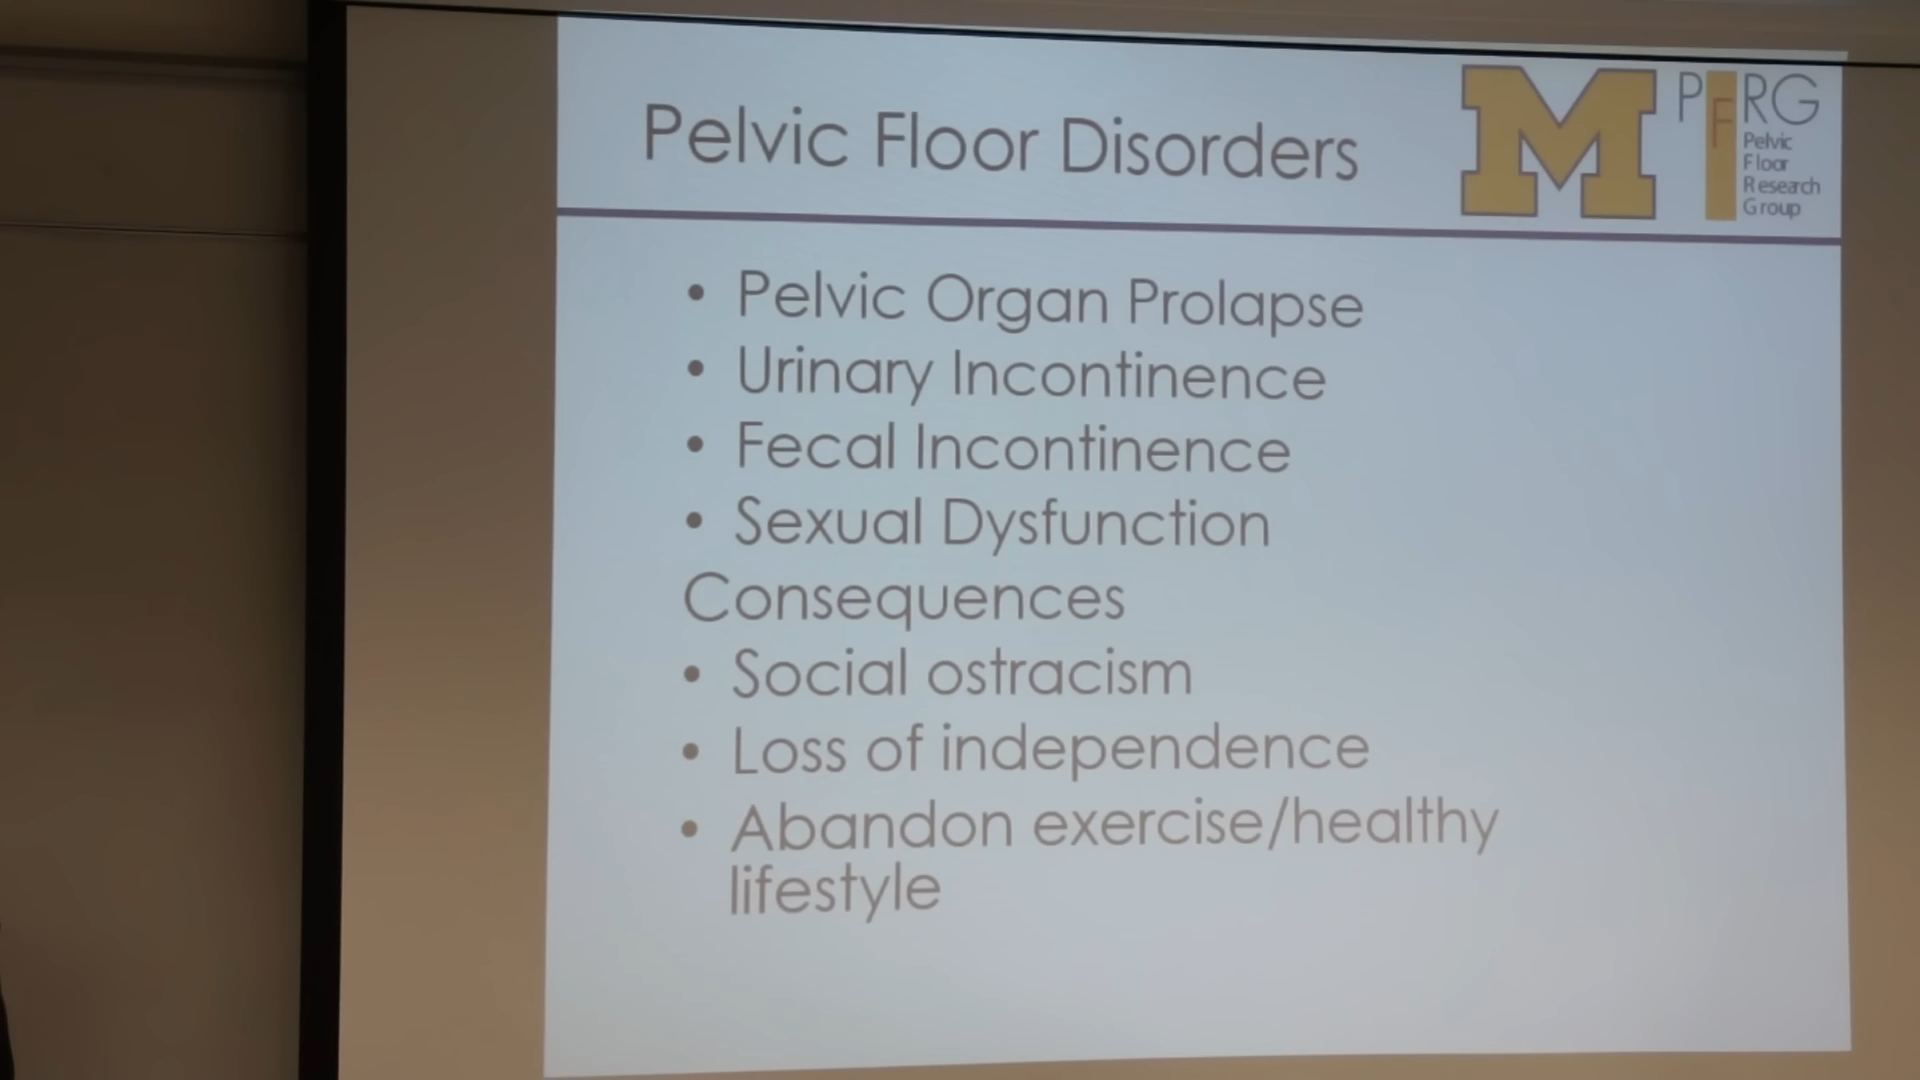 Pelvic Floor Disorders
M
PFRG
Pelvic
Floor
Research
Group
• Pelvic Organ Prolapse
• Urinary Incontinence
• Fecal Incontinence
• Sexual Dysfunction
Consequences
• Social ostracism
• Loss of independence
• Abandon exercise/healthy
lifestyle